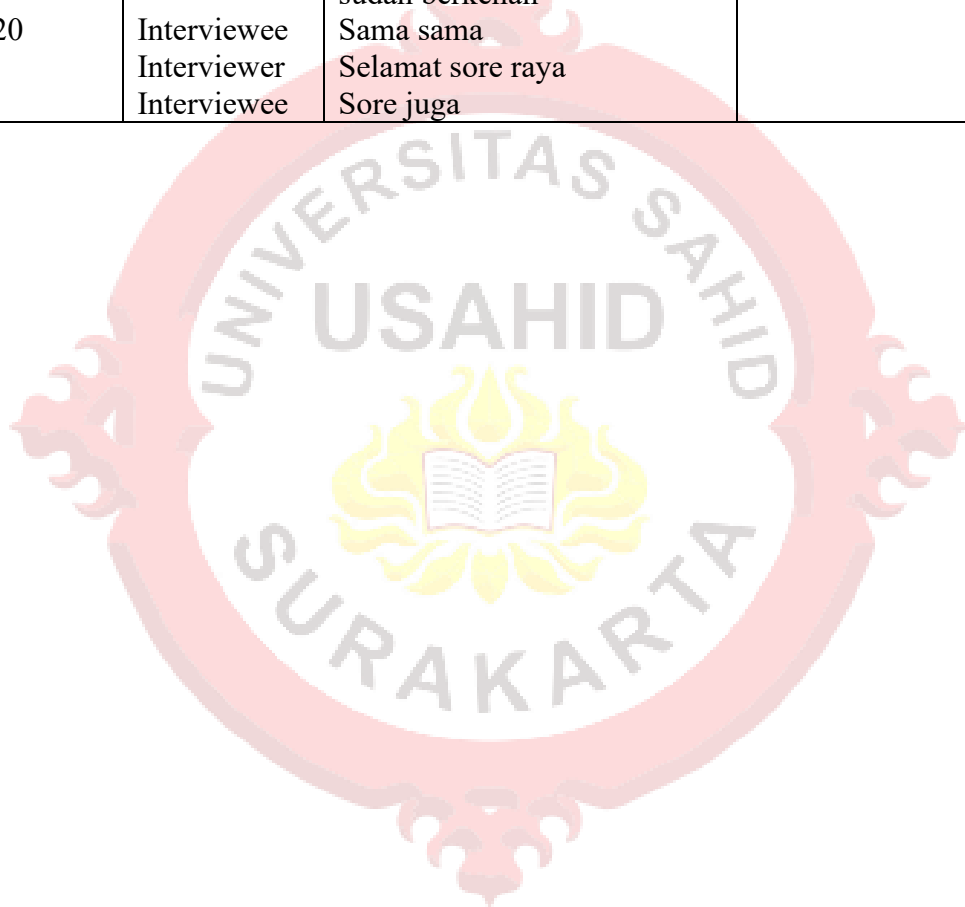 20 Interviewee Sama sama
Interviewer Selamat sore raya
Interviewee Sore juga
UNIVERSITAS SAHID
USAHID
SURAKARTA